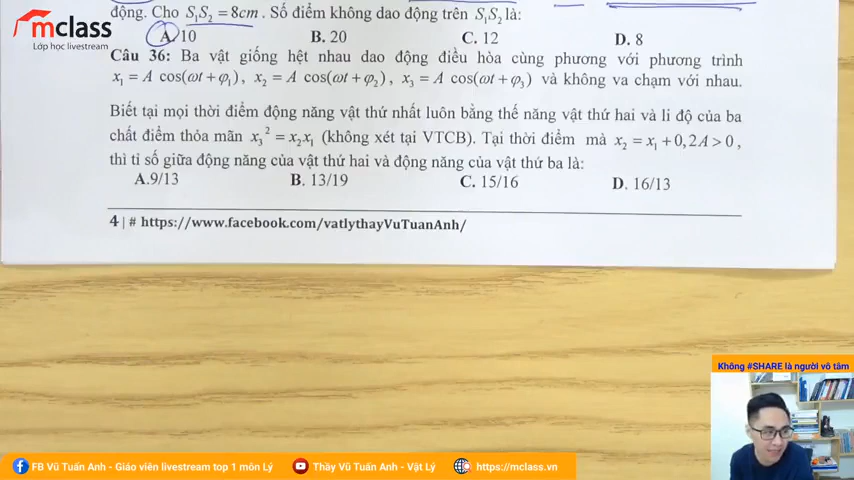 mclass
Lớp học livestream
động. Cho S₁S₂ = 8cm. Số điểm không dao động trên S₁S₂ là:
A. 10 B. 20 C. 12 D. 8
Câu 36: Ba vật giống hệt nhau dao động điều hòa cùng phương với phương trình
x₁ = A cos(ωt + φ₁), x₂ = A cos(ωt + φ₂), x₃ = A cos(ωt + φ₃) và không va chạm với nhau.
Biết tại mọi thời điểm động năng vật thứ nhất luôn bằng thế năng vật thứ hai và li độ của ba
chất điểm thỏa mãn x₃² = x₂x₁ (không xét tại VTCB). Tại thời điểm mà x₂ = x₁ + 0,2A > 0,
thì tỉ số giữa động năng của vật thứ hai và động năng của vật thứ ba là:
A.9/13 B. 13/19 C. 15/16 D. 16/13
4 | # https://www.facebook.com/vatlythayVuTuanAnh/
Không #SHARE là người vô tâm
FB Vũ Tuấn Anh - Giáo viên livestream top 1 môn Lý Thầy Vũ Tuấn Anh - Vật Lý https://mclass.vn